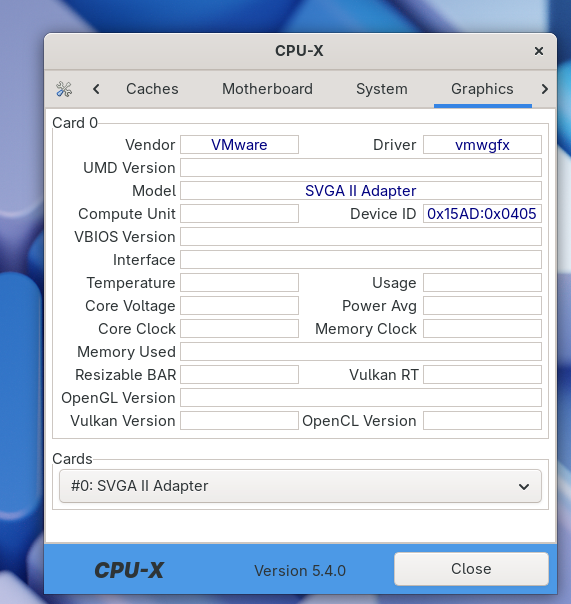 CPU-X
Caches Motherboard System Graphics
Card 0
Vendor VMware Driver vmwgfx
UMD Version
Model SVGA II Adapter
Compute Unit Device ID 0x15AD:0x0405
VBIOS Version
Interface
Temperature Usage
Core Voltage Power Avg
Core Clock Memory Clock
Memory Used
Resizable BAR Vulkan RT
OpenGL Version
Vulkan Version OpenCL Version
Cards
#0: SVGA II Adapter
CPU-X Version 5.4.0 Close